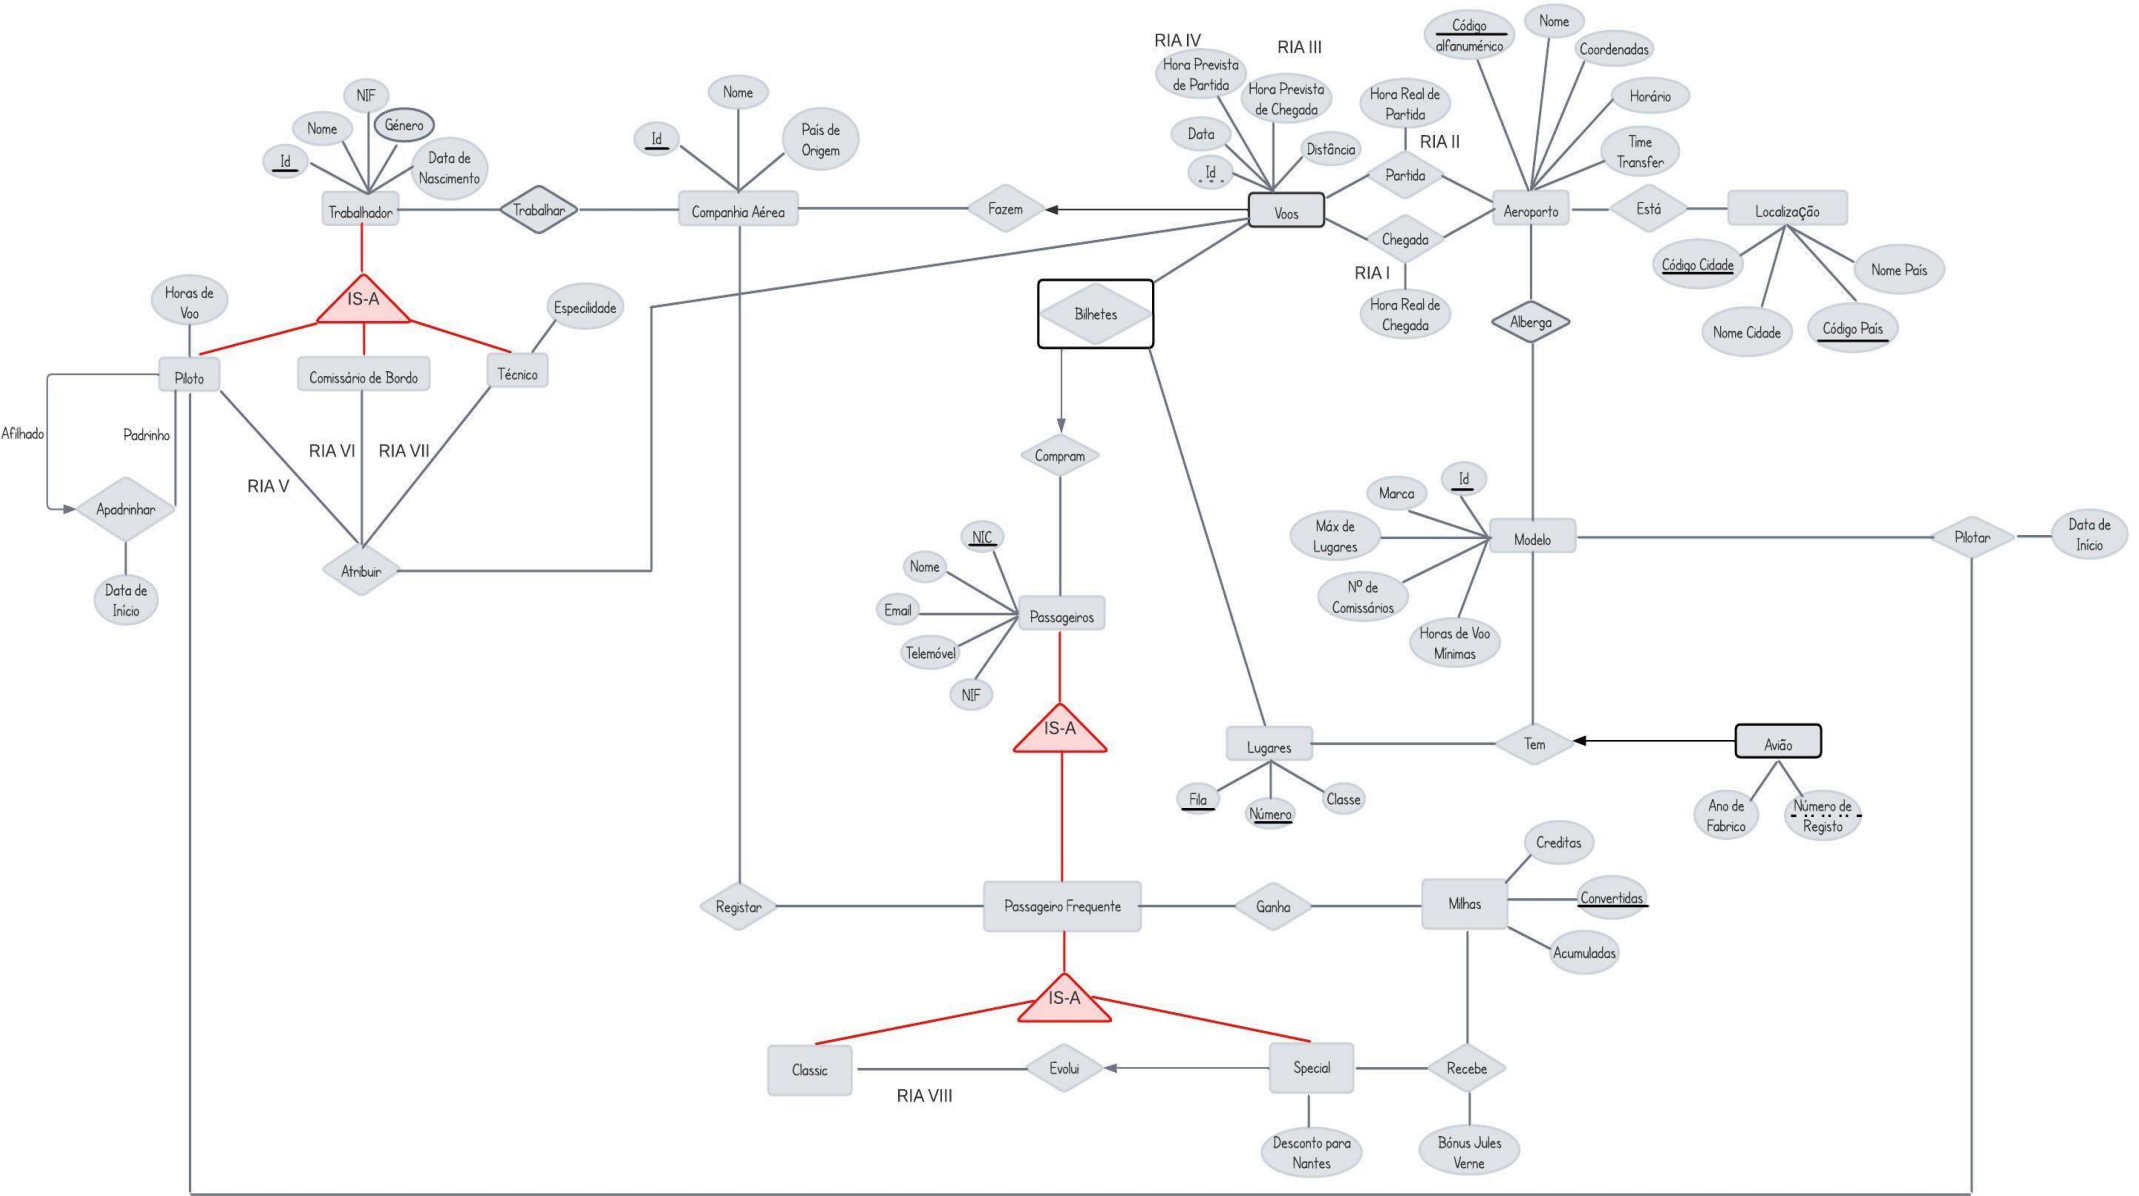 RIA IV
RIA III
Hora Prevista
de Partida
Hora Prevista
de Chegada
Data
Id
Distância
Hora Real de
Partida
RIA II
Código
alfanumérico
Nome
Coordenadas
Horário
Time
Transfer
NIF
Nome
Género
Id
Data de
Nascimento
Nome
Id
País de
Origem
Trabalhador
Trabalhar
Companhia Aérea
Fazem
Voos
Partida
Chegada
Aeroporto
Está
Localização
RIA I
Hora Real de
Chegada
Código Cidade
Nome País
Nome Cidade
Código País
Horas de
Voo
IS-A
Especilidade
Bilhetes
Alberga
Piloto
Comissário de Bordo
Técnico
Afilhado
Padrinho
RIA VI
RIA VII
RIA V
Compram
Apadrinhar
Data de
Início
Atribuir
Id
Marca
Máx de
Lugares
Nº de
Comissários
Horas de Voo
Mínimas
Modelo
Pilotar
Data de
Início
NIC
Nome
Email
Telemóvel
NIF
Passageiros
IS-A
Lugares
Tem
Avião
Fila
Número
Classe
Ano de
Fabrico
Número de
Registo
Creditas
Convertidas
Acumuladas
Registar
Passageiro Frequente
Ganha
Milhas
IS-A
Classic
Evolui
Special
Recebe
RIA VIII
Desconto para
Nantes
Bónus Jules
Verne